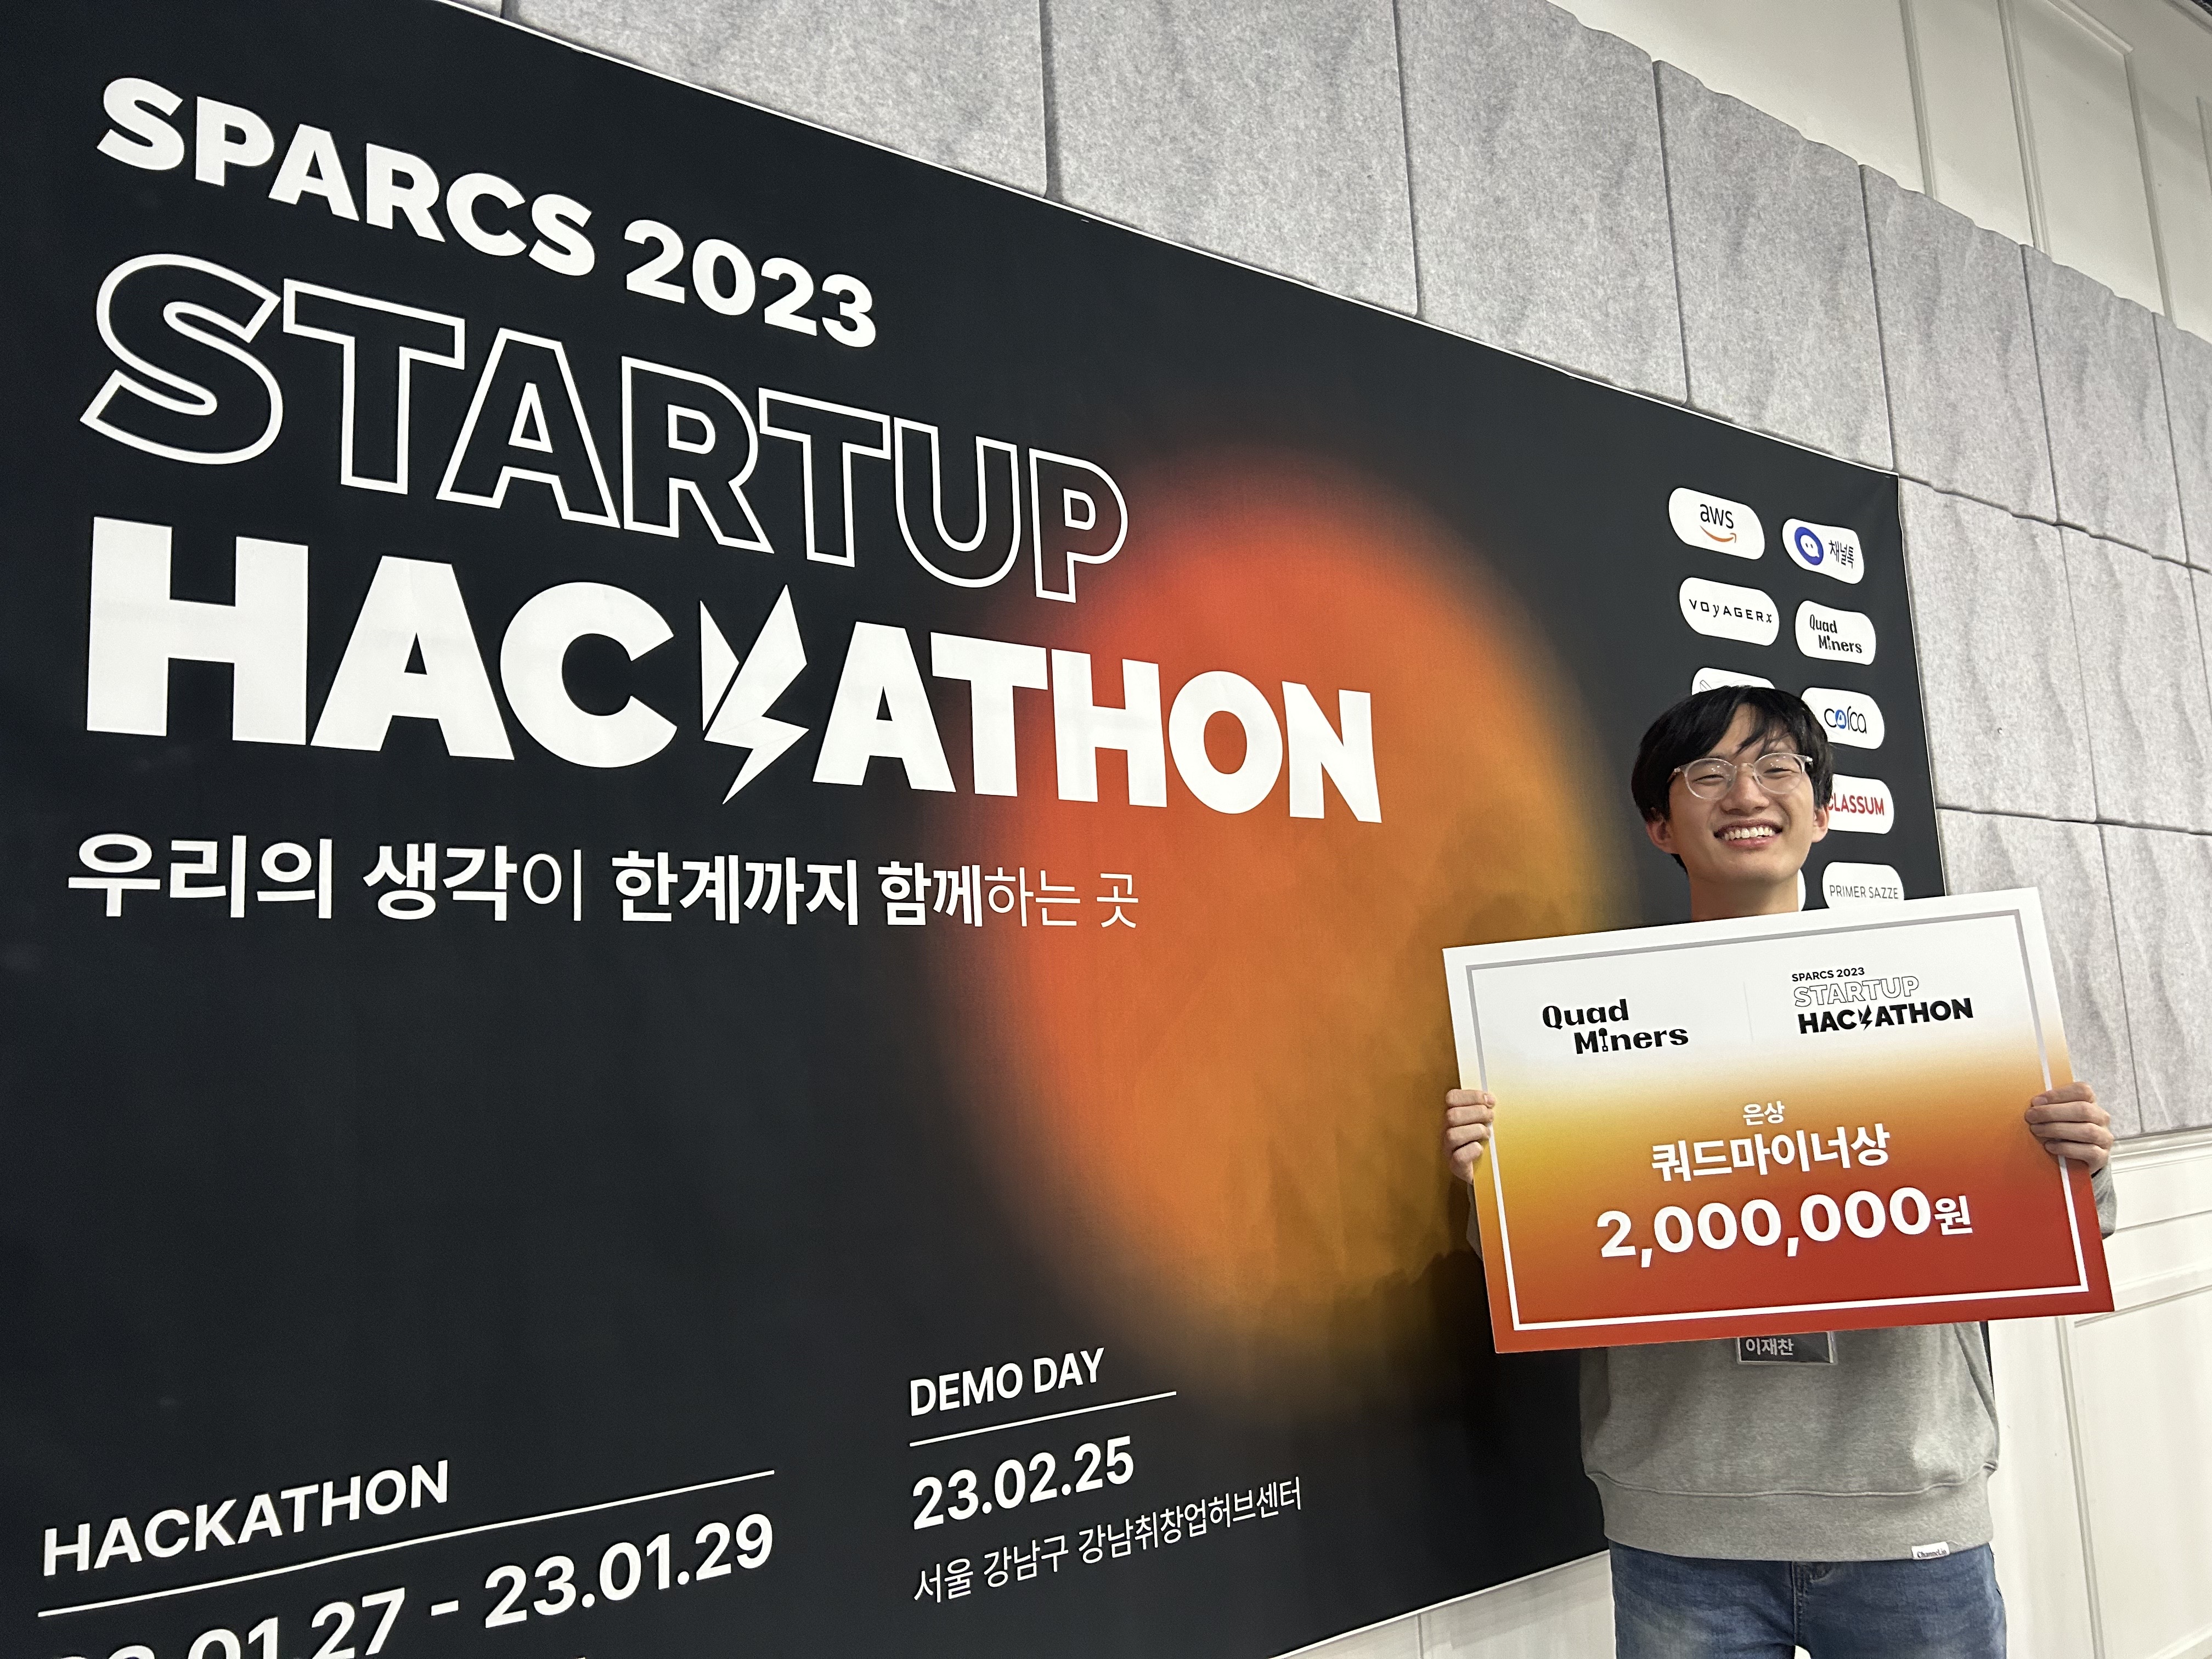 SPARCS 2023
STARTUP
HACKATHON
우리의 생각이 한계까지 함께하는 곳
HACKATHON
01.27 - 23.01.29
DEMO DAY
23.02.25
서울 강남구 강남취창업허브센터
aws
채널톡
VOYAGERX
Quad
Miners
corca
CLASSUM
PRIMER SAZZE
Quad
Miners
SPARCS 2023
STARTUP
HACKATHON
은상
쿼드마이너상
2,000,000원
이재찬